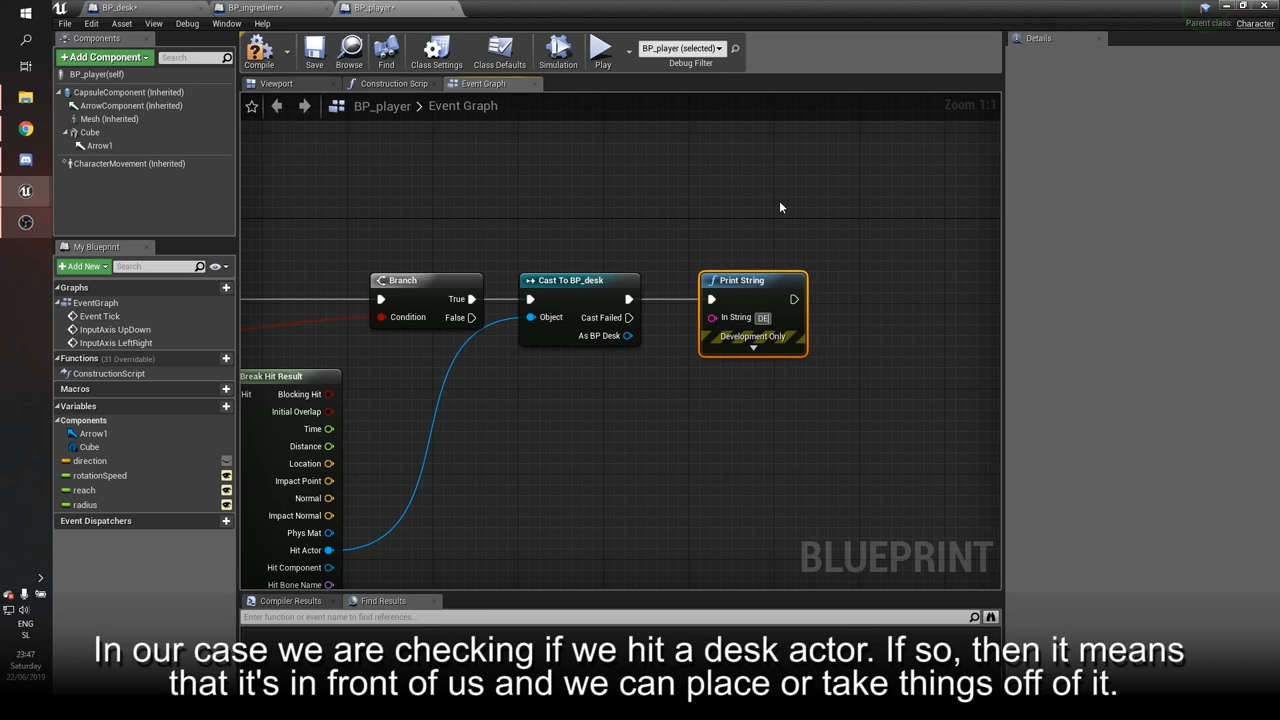 BP_desk*
BP_ingredient*
BP_player*
File Edit Asset View Debug Window Help
Parent class: Character
Components
+Add Component
Search
BP_player(self)
CapsuleComponent (Inherited)
ArrowComponent (Inherited)
Mesh (Inherited)
Cube
Arrow1
CharacterMovement (Inherited)
Compile
Save
Browse
Find
Class Settings
Class Defaults
Simulation
Play
BP_player (selected)
Debug Filter
Details
Viewport
Construction Scrip
Event Graph
BP_player > Event Graph
Zoom 1:1
My Blueprint
+Add New
Search
Graphs
EventGraph
Event Tick
InputAxis UpDown
InputAxis LeftRight
Functions (31 Overridable)
ConstructionScript
Macros
Variables
Components
Arrow1
Cube
direction
rotationSpeed
reach
radius
Event Dispatchers
Branch
True
Condition
False
Cast To BP_desk
Object
Cast Failed
As BP Desk
Print String
In String DE
Development Only
Break Hit Result
Hit
Blocking Hit
Initial Overlap
Time
Distance
Location
Impact Point
Normal
Impact Normal
Phys Mat
Hit Actor
Hit Component
Hit Bone Name
BLUEPRINT
Compiler Results
Find Results
Enter function or event name to find references...
ENG
SL
23:47
Saturday
22/06/2019
In our case we are checking if we hit a desk actor. If so, then it means
that it's in front of us and we can place or take things off of it.